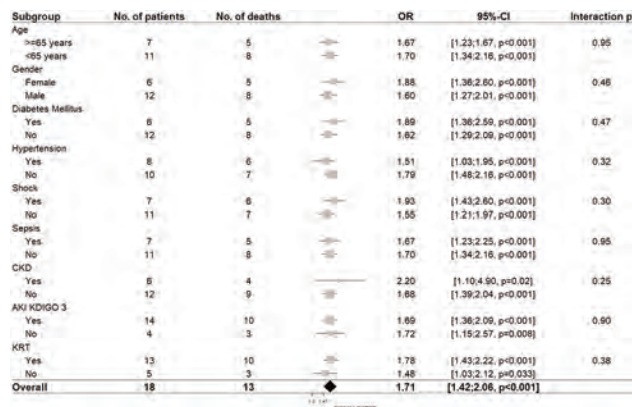 Subgroup No. of patients No. of deaths OR 95%-CI Interaction p
Age
>=65 years 7 5 1.67 [1.23;1.67, p<0.001] 0.95
<65 years 11 8 1.70 [1.34;2.16, p<0.001]
Gender
Female 6 5 1.88 [1.36;2.60, p<0.001] 0.46
Male 12 8 1.60 [1.27;2.01, p<0.001]
Diabetes Mellitus
Yes 6 5 1.89 [1.36;2.59, p<0.001] 0.47
No 12 8 1.62 [1.29;2.09, p<0.001]
Hypertension
Yes 8 6 1.51 [1.03;1.95, p<0.001] 0.32
No 10 7 1.79 [1.48;2.16, p<0.001]
Shock
Yes 7 6 1.93 [1.43;2.60, p<0.001] 0.30
No 11 7 1.55 [1.21;1.97, p<0.001]
Sepsis
Yes 7 5 1.67 [1.23;2.25, p<0.001] 0.95
No 11 8 1.70 [1.34;2.16, p<0.001]
CKD
Yes 6 4 2.20 [1.10;4.90, p=0.02] 0.25
No 12 9 1.68 [1.39;2.04, p<0.001]
AKI KDIGO 3
Yes 14 10 1.69 [1.36;2.09, p<0.001] 0.90
No 4 3 1.72 [1.15;2.57, p=0.008]
KRT
Yes 13 10 1.78 [1.43;2.22, p<0.001] 0.38
No 5 3 1.48 [1.03;2.12, p=0.033]
Overall 18 13 1.71 [1.42;2.06, p<0.001]